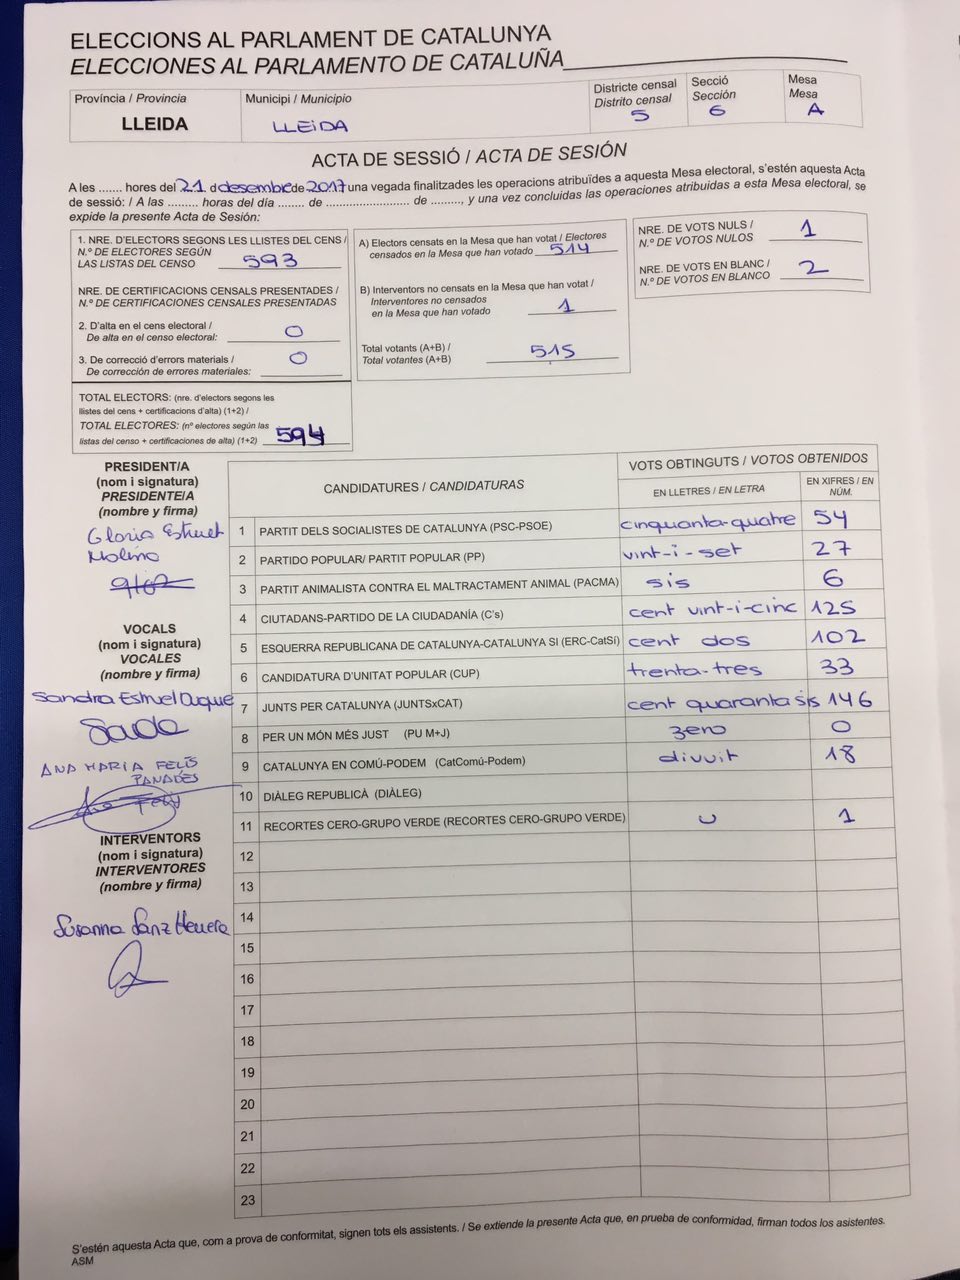 ELECCIONS AL PARLAMENT DE CATALUNYA
ELECCIONES AL PARLAMENTO DE CATALUÑA
Província / Provincia
LLEIDA
Municipi / Municipio
LLEIDA
Districte censal
Distrito censal
5
Secció
Sección
6
Mesa
Mesa
A
ACTA DE SESSIÓ / ACTA DE SESIÓN
A les ....... hores del 21 d desembre de 2017 una vegada finalitzades les operacions atribuïdes a aquesta Mesa electoral, s'estén aquesta Acta
de sessió: / A las ......... horas del día ........ de ......................... de ........., y una vez concluidas las operaciones atribuidas a esta Mesa electoral, se
expide la presente Acta de Sesión:
1. NRE. D'ELECTORS SEGONS LES LLISTES DEL CENS /
N.º DE ELECTORES SEGÚN
LAS LISTAS DEL CENSO 593
NRE. DE CERTIFICACIONS CENSALS PRESENTADES /
N.º DE CERTIFICACIONES CENSALES PRESENTADAS
2. D'alta en el cens electoral /
De alta en el censo electoral: 0
3. De correcció d'errors materials /
De corrección de errores materiales: 0
TOTAL ELECTORS: (nre. d'electors segons les
llistes del cens + certificacions d'alta) (1+2) /
TOTAL ELECTORES: (nº electores según las
listas del censo + certificaciones de alta) (1+2) 594
A) Electors censats en la Mesa que han votat / Electores
censados en la Mesa que han votado 514
B) Interventors no censats en la Mesa que han votat /
Interventores no censados
en la Mesa que han votado 1
Total votants (A+B) /
Total votantes (A+B) 515
NRE. DE VOTS NULS /
N.º DE VOTOS NULOS 1
NRE. DE VOTS EN BLANC /
N.º DE VOTOS EN BLANCO 2
PRESIDENT/A
(nom i signatura)
PRESIDENTE/A
(nombre y firma)
Gloria Estruel
Molina
VOCALS
(nom i signatura)
VOCALES
(nombre y firma)
Sandra Esmel Duque
ANA MARIA FELÍS
PANADÉS
INTERVENTORS
(nom i signatura)
INTERVENTORES
(nombre y firma)
Susanna Sanz Herrera
CANDIDATURES / CANDIDATURAS
VOTS OBTINGUTS / VOTOS OBTENIDOS
EN LLETRES / EN LETRA
EN XIFRES / EN
NÚM.
1 PARTIT DELS SOCIALISTES DE CATALUNYA (PSC-PSOE) cinquanta-quatre 54
2 PARTIDO POPULAR/ PARTIT POPULAR (PP) vint-i-set 27
3 PARTIT ANIMALISTA CONTRA EL MALTRACTAMENT ANIMAL (PACMA) sis 6
4 CIUTADANS-PARTIDO DE LA CIUDADANÍA (C's) cent vint-i-cinc 125
5 ESQUERRA REPUBLICANA DE CATALUNYA-CATALUNYA SI (ERC-CatSí) cent dos 102
6 CANDIDATURA D'UNITAT POPULAR (CUP) trenta-tres 33
7 JUNTS PER CATALUNYA (JUNTSxCAT) cent quaranta sis 146
8 PER UN MÓN MÉS JUST (PU M+J) zero 0
9 CATALUNYA EN COMÚ-PODEM (CatComú-Podem) divuit 18
10 DIÀLEG REPUBLICÀ (DIÀLEG)
11 RECORTES CERO-GRUPO VERDE (RECORTES CERO-GRUPO VERDE) u 1
12
13
14
15
16
17
18
19
20
21
22
23
S'estén aquesta Acta que, com a prova de conformitat, signen tots els assistents. / Se extiende la presente Acta que, en prueba de conformidad, firman todos los asistentes.
ASM